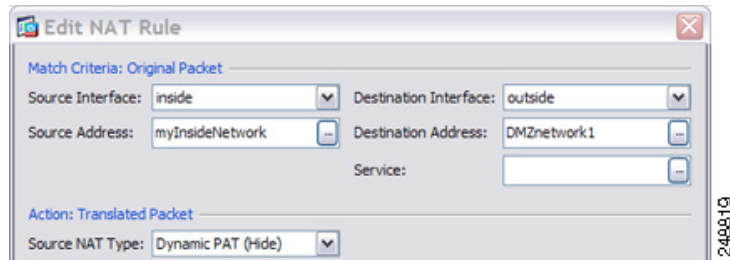 Edit NAT Rule
Match Criteria: Original Packet
Source Interface: inside Destination Interface: outside
Source Address: myInsideNetwork ... Destination Address: DMZnetwork1 ...
Service: ...
Action: Translated Packet
Source NAT Type: Dynamic PAT (Hide)
248819